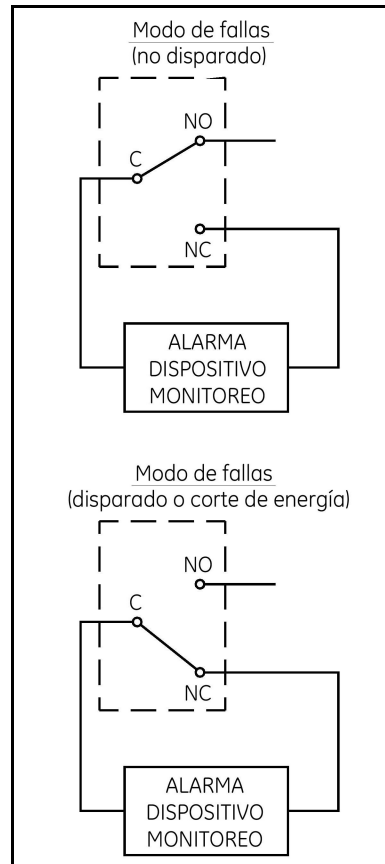 Modo de fallas
(no disparado)
NO
C
NC
ALARMA
DISPOSITIVO
MONITOREO
Modo de fallas
(disparado o corte de energía)
NO
C
NC
ALARMA
DISPOSITIVO
MONITOREO